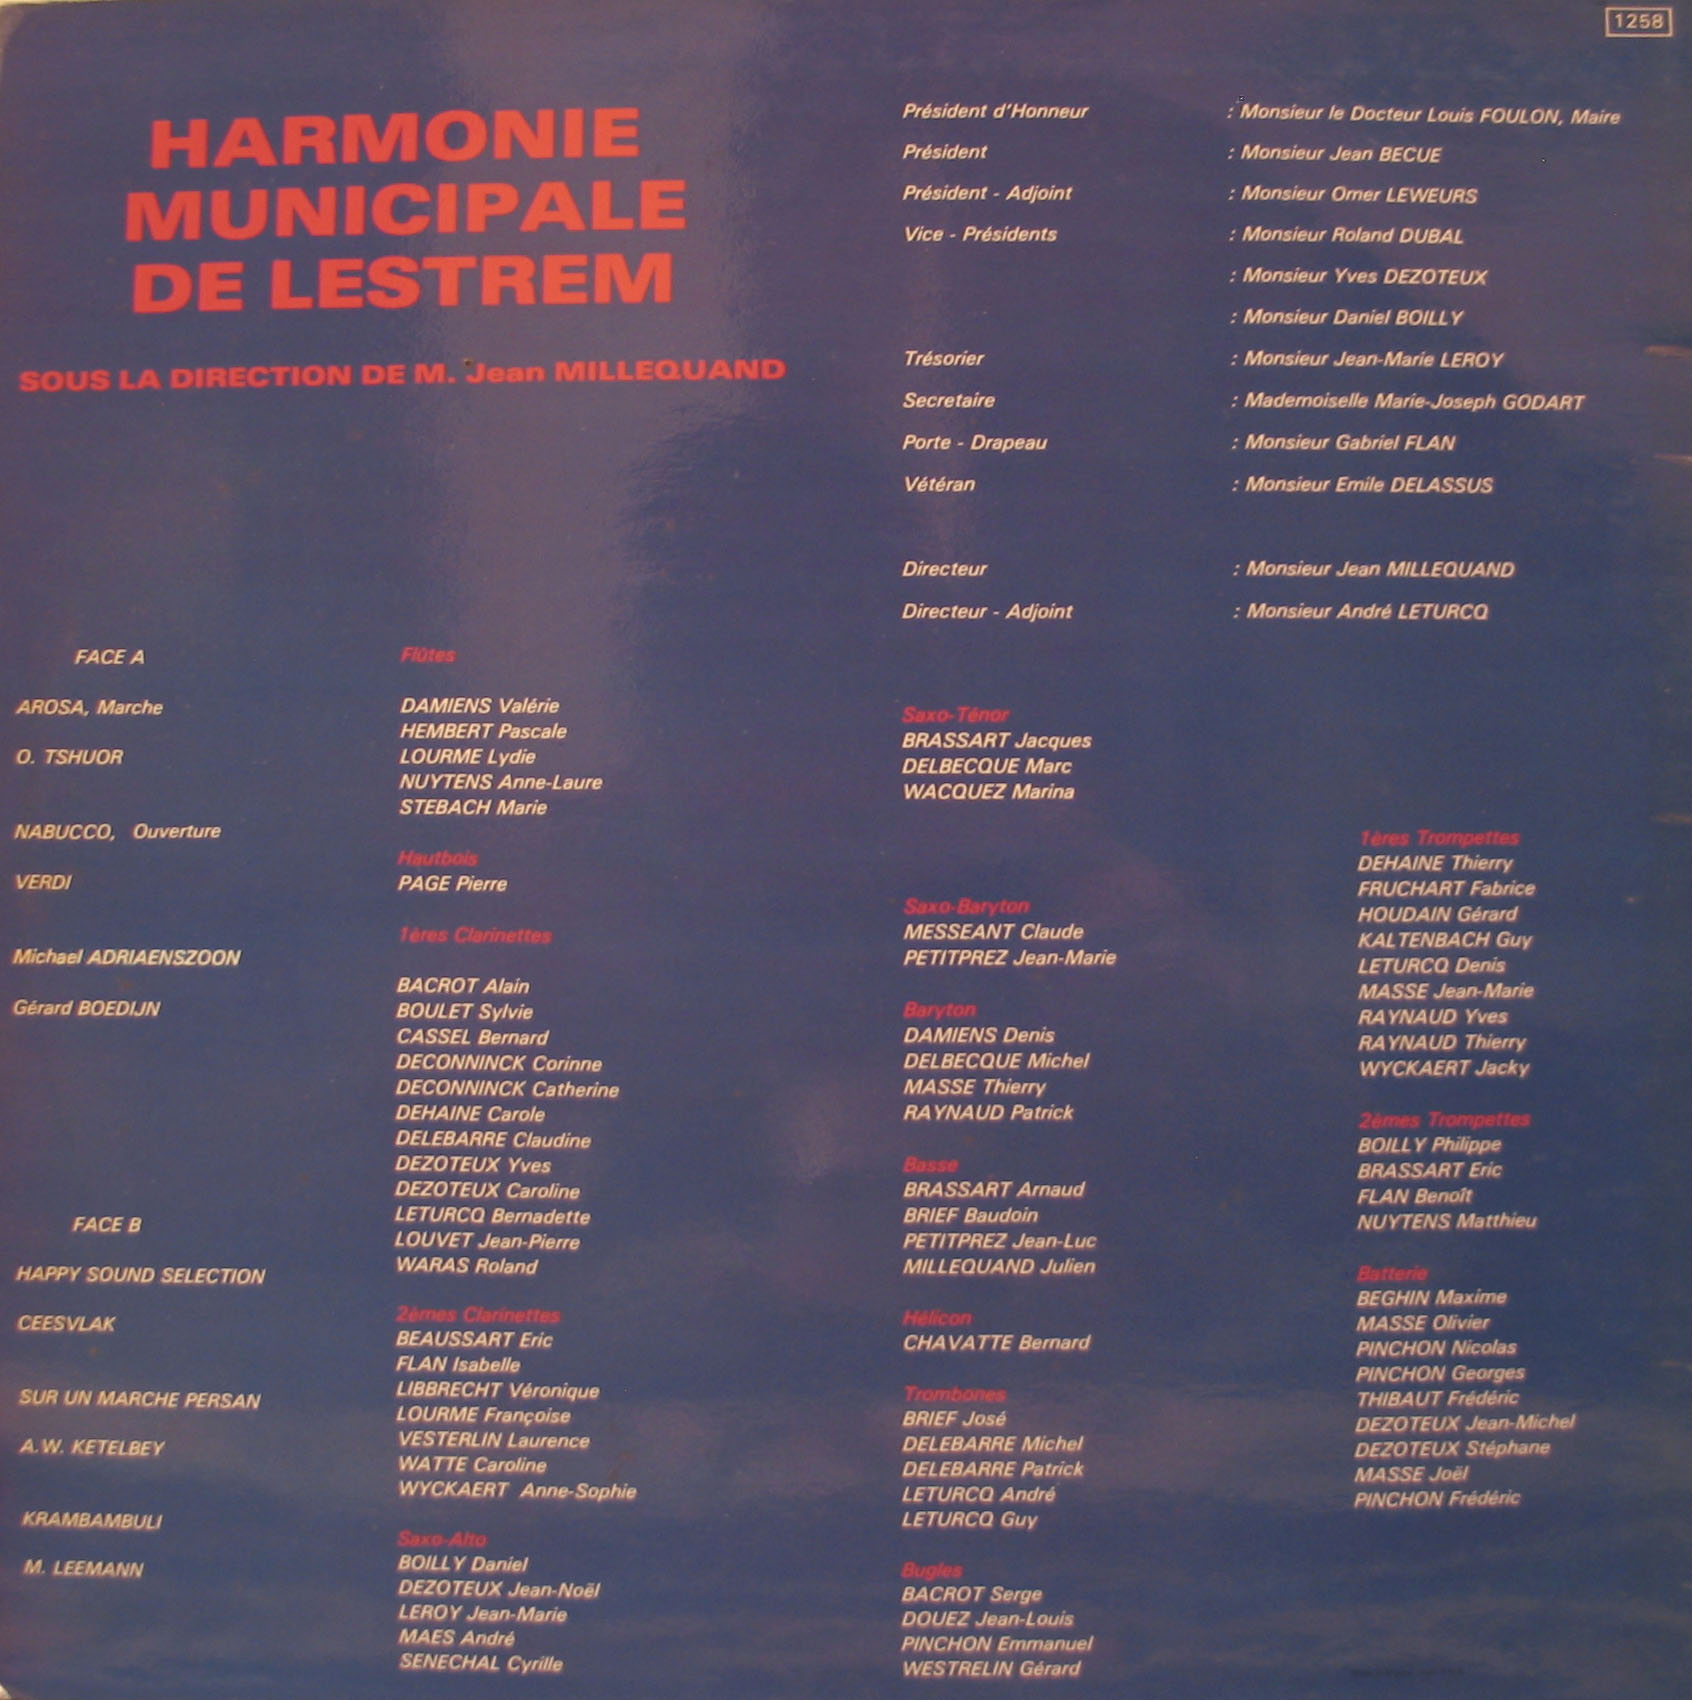 1258
HARMONIE
MUNICIPALE
DE LESTREM
SOUS LA DIRECTION DE M. Jean MILLEQUAND
Président d'Honneur : Monsieur le Docteur Louis FOULON, Maire
Président : Monsieur Jean BECUE
Président - Adjoint : Monsieur Omer LEWEURS
Vice - Présidents : Monsieur Roland DUBAL
: Monsieur Yves DEZOTEUX
: Monsieur Daniel BOILLY
Trésorier : Monsieur Jean-Marie LEROY
Secretaire : Mademoiselle Marie-Joseph GODART
Porte - Drapeau : Monsieur Gabriel FLAN
Vétéran : Monsieur Emile DELASSUS
Directeur : Monsieur Jean MILLEQUAND
Directeur - Adjoint : Monsieur André LETURCQ
FACE A
AROSA, Marche
O. TSHUOR
NABUCCO, Ouverture
VERDI
Michael ADRIAENSZOON
Gérard BOEDIJN
FACE B
HAPPY SOUND SELECTION
CEESVLAK
SUR UN MARCHE PERSAN
A.W. KETELBEY
KRAMBAMBULI
M. LEEMANN
Flûtes
DAMIENS Valérie
HEMBERT Pascale
LOURME Lydie
NUYTENS Anne-Laure
STEBACH Marie
Hautbois
PAGE Pierre
1ères Clarinettes
BACROT Alain
BOULET Sylvie
CASSEL Bernard
DECONNINCK Corinne
DECONNINCK Catherine
DEHAINE Carole
DELEBARRE Claudine
DEZOTEUX Yves
DEZOTEUX Caroline
LETURCQ Bernadette
LOUVET Jean-Pierre
WARAS Roland
2èmes Clarinettes
BEAUSSART Eric
FLAN Isabelle
LIBBRECHT Véronique
LOURME Françoise
VESTERLIN Laurence
WATTE Caroline
WYCKAERT Anne-Sophie
Saxo-Alto
BOILLY Daniel
DEZOTEUX Jean-Noël
LEROY Jean-Marie
MAES André
SENECHAL Cyrille
Saxo-Ténor
BRASSART Jacques
DELBECQUE Marc
WACQUEZ Marina
Saxo-Baryton
MESSEANT Claude
PETITPREZ Jean-Marie
Baryton
DAMIENS Denis
DELBECQUE Michel
MASSE Thierry
RAYNAUD Patrick
Basse
BRASSART Arnaud
BRIEF Baudoin
PETITPREZ Jean-Luc
MILLEQUAND Julien
Hélicon
CHAVATTE Bernard
Trombones
BRIEF José
DELEBARRE Michel
DELEBARRE Patrick
LETURCQ André
LETURCQ Guy
Bugles
BACROT Serge
DOUEZ Jean-Louis
PINCHON Emmanuel
WESTRELIN Gérard
1ères Trompettes
DEHAINE Thierry
FRUCHART Fabrice
HOUDAIN Gérard
KALTENBACH Guy
LETURCQ Denis
MASSE Jean-Marie
RAYNAUD Yves
RAYNAUD Thierry
WYCKAERT Jacky
2èmes Trompettes
BOILLY Philippe
BRASSART Eric
FLAN Benoît
NUYTENS Matthieu
Batterie
BEGHIN Maxime
MASSE Olivier
PINCHON Nicolas
PINCHON Georges
THIBAUT Frédéric
DEZOTEUX Jean-Michel
DEZOTEUX Stéphane
MASSE Joël
PINCHON Frédéric